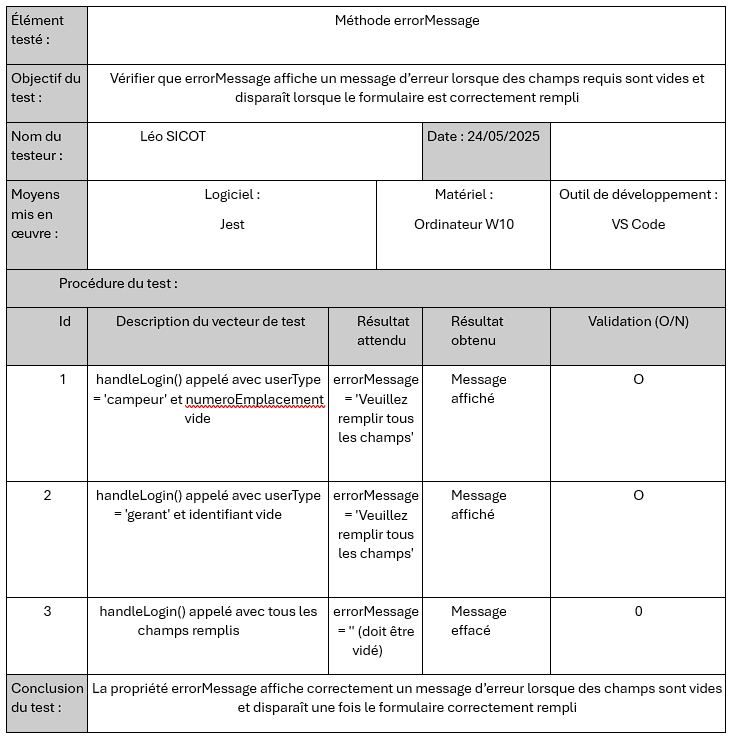 Élément
testé :
Méthode errorMessage
Objectif du
test :
Vérifier que errorMessage affiche un message d'erreur lorsque des champs requis sont vides et
disparaît lorsque le formulaire est correctement rempli
Nom du
testeur :
Léo SICOT
Date : 24/05/2025
Moyens
mis en
œuvre :
Logiciel :
Jest
Matériel :
Ordinateur W10
Outil de développement :
VS Code
Procédure du test :
Id
Description du vecteur de test
Résultat
attendu
Résultat
obtenu
Validation (O/N)
1
handleLogin() appelé avec userType
= 'campeur' et numeroEmplacement
vide
errorMessage
= 'Veuillez
remplir tous
les champs'
Message
affiché
O
2
handleLogin() appelé avec userType
= 'gerant' et identifiant vide
errorMessage
= 'Veuillez
remplir tous
les champs'
Message
affiché
O
3
handleLogin() appelé avec tous les
champs remplis
errorMessage
= '' (doit être
vidé)
Message
effacé
0
Conclusion
du test :
La propriété errorMessage affiche correctement un message d'erreur lorsque des champs sont vides
et disparaît une fois le formulaire correctement rempli